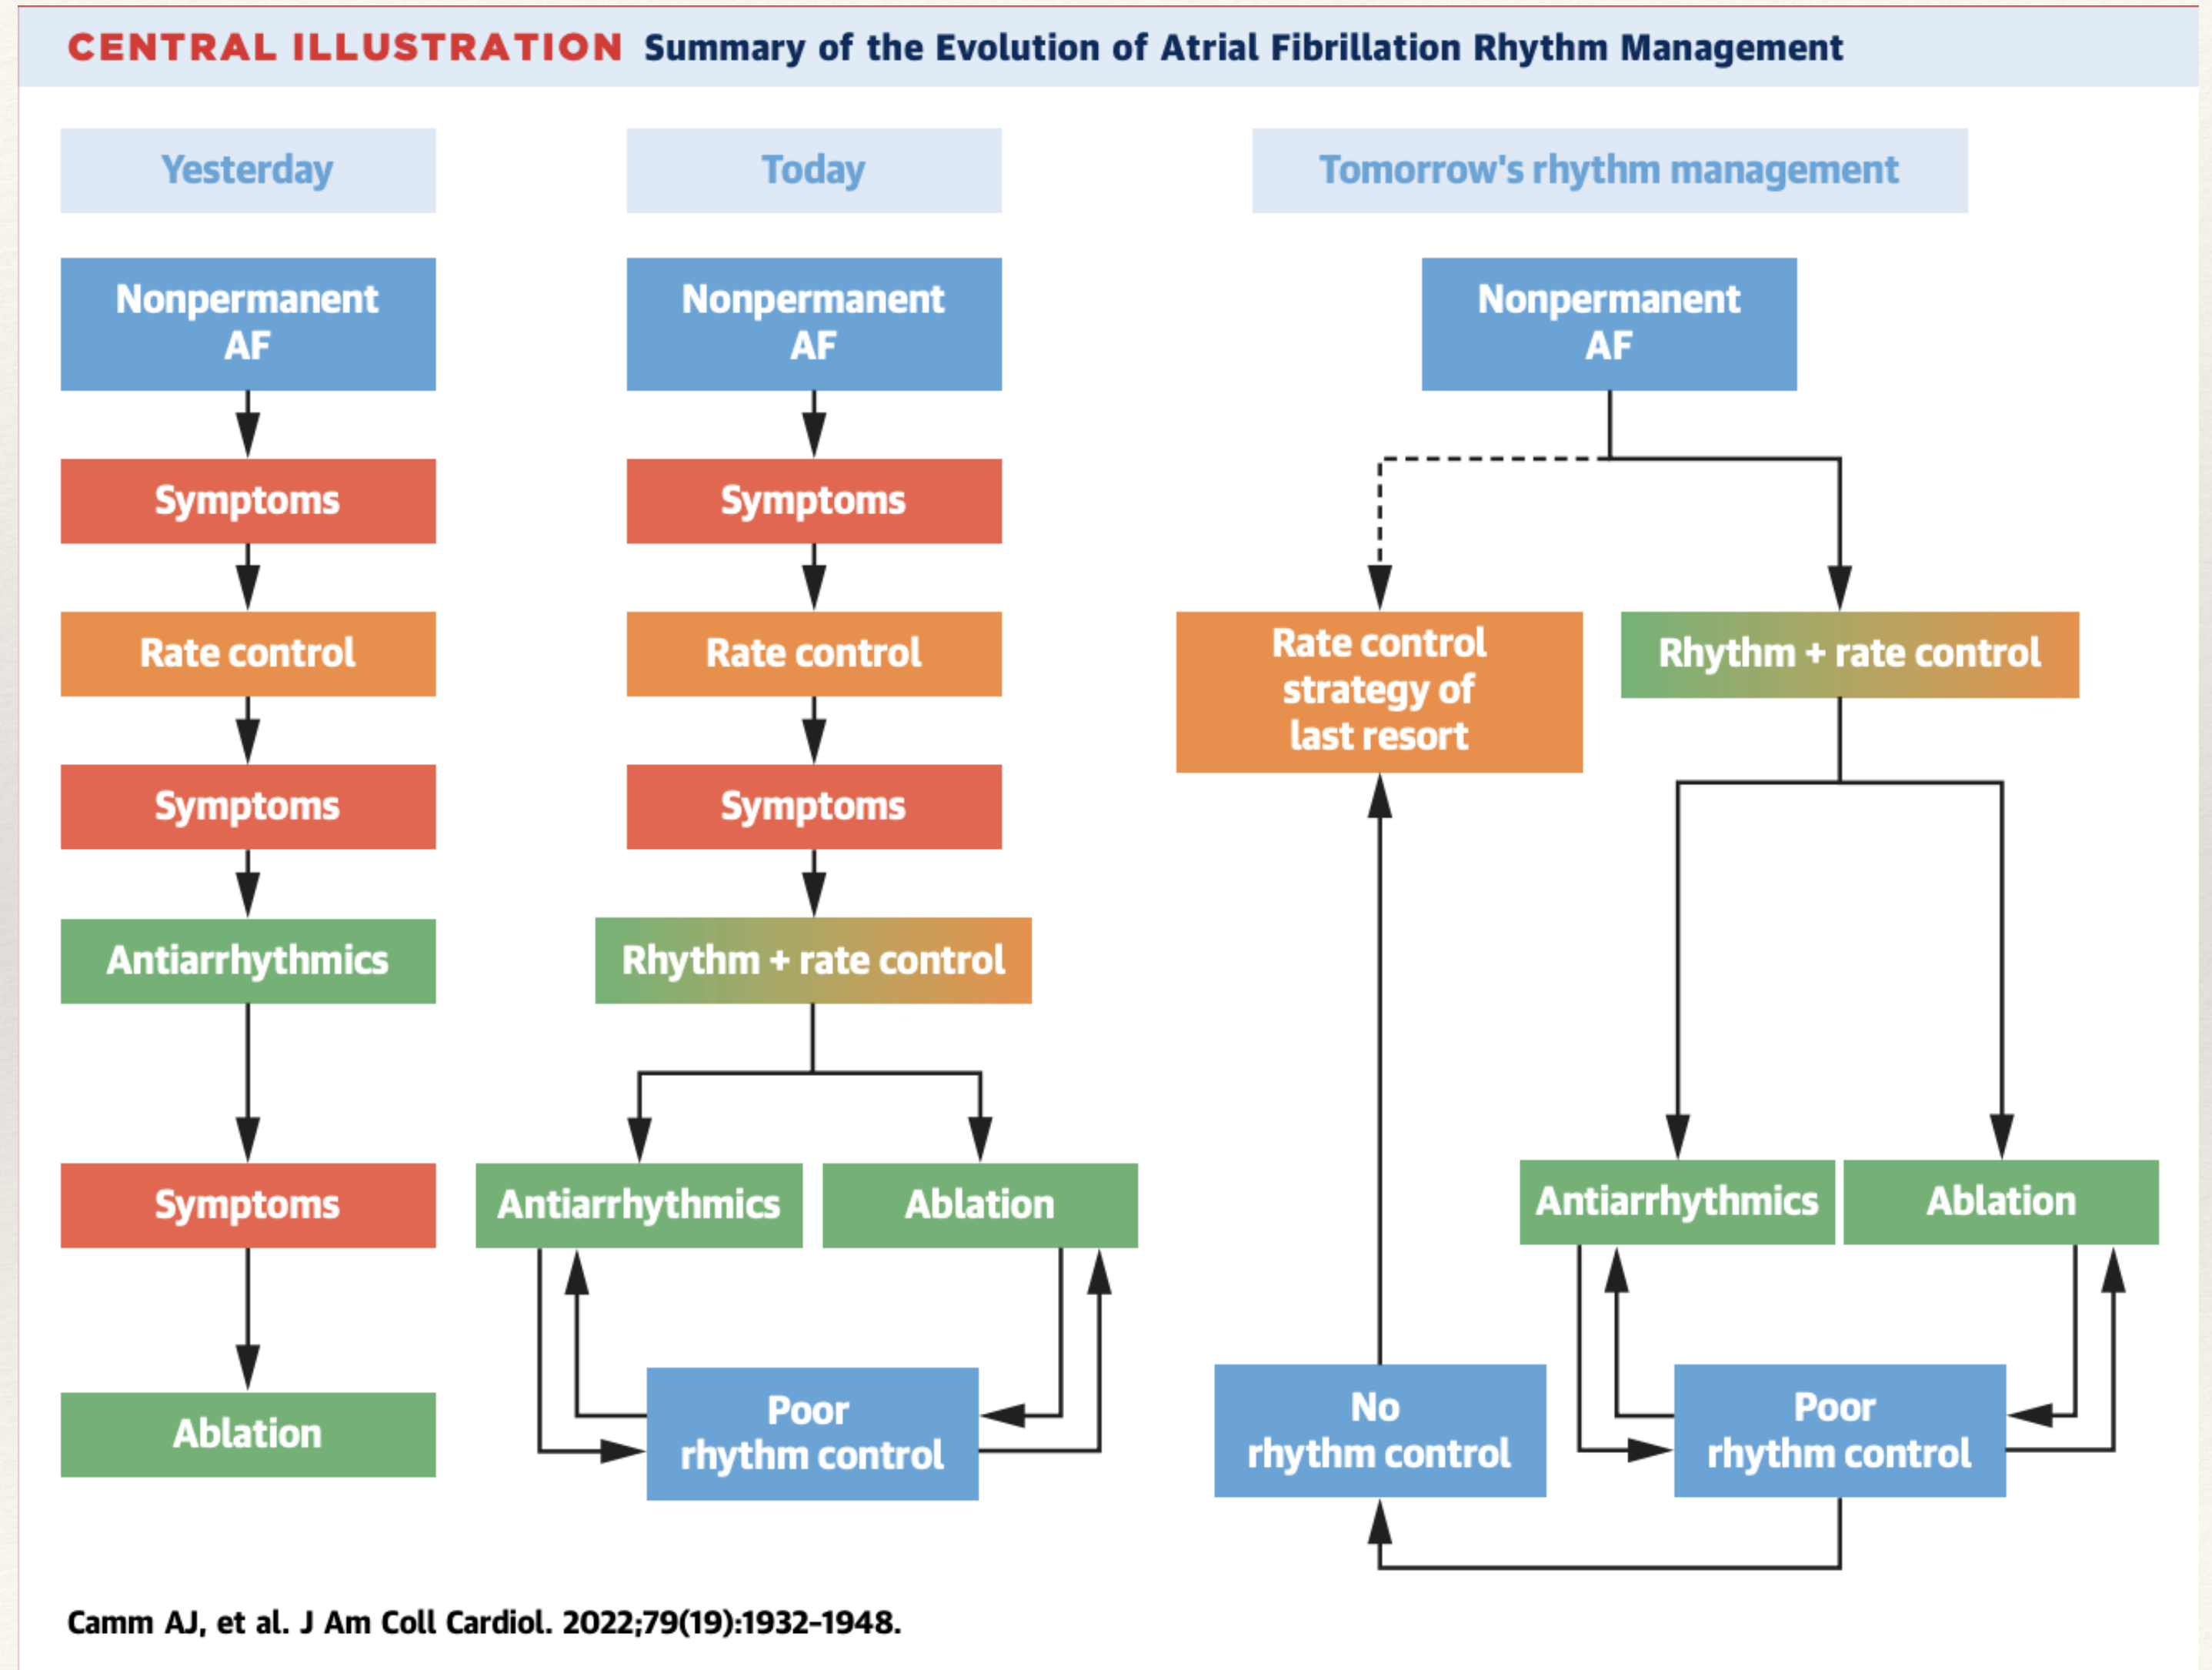 CENTRAL ILLUSTRATION Summary of the Evolution of Atrial Fibrillation Rhythm Management
Yesterday
Nonpermanent
AF
Symptoms
Rate control
Symptoms
Antiarrhythmics
Symptoms
Ablation
Today
Nonpermanent
AF
Symptoms
Rate control
Symptoms
Rhythm + rate control
Antiarrhythmics
Ablation
Poor
rhythm control
Tomorrow's rhythm management
Nonpermanent
AF
Rate control
strategy of
last resort
Rhythm + rate control
Antiarrhythmics
Ablation
No
rhythm control
Poor
rhythm control
Camm AJ, et al. J Am Coll Cardiol. 2022;79(19):1932–1948.